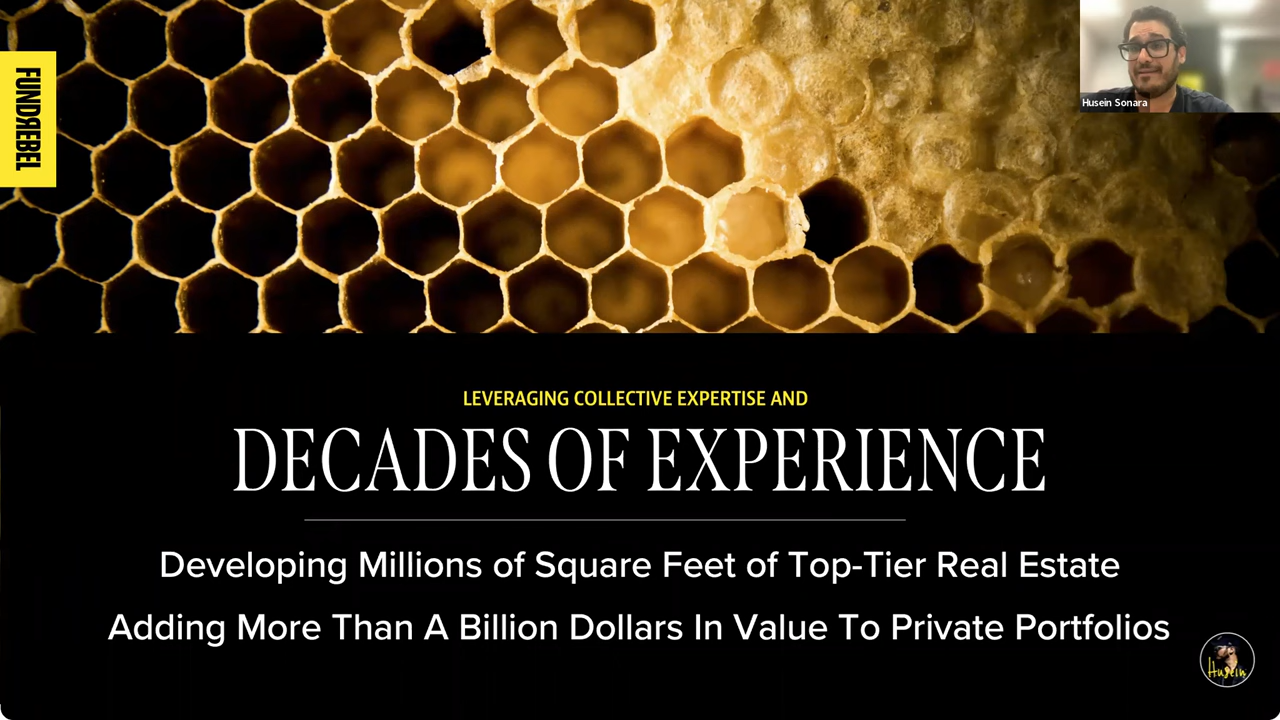 FUNDREBEL
Husein Sonara
LEVERAGING COLLECTIVE EXPERTISE AND
DECADES OF EXPERIENCE
Developing Millions of Square Feet of Top-Tier Real Estate
Adding More Than A Billion Dollars In Value To Private Portfolios
Husein